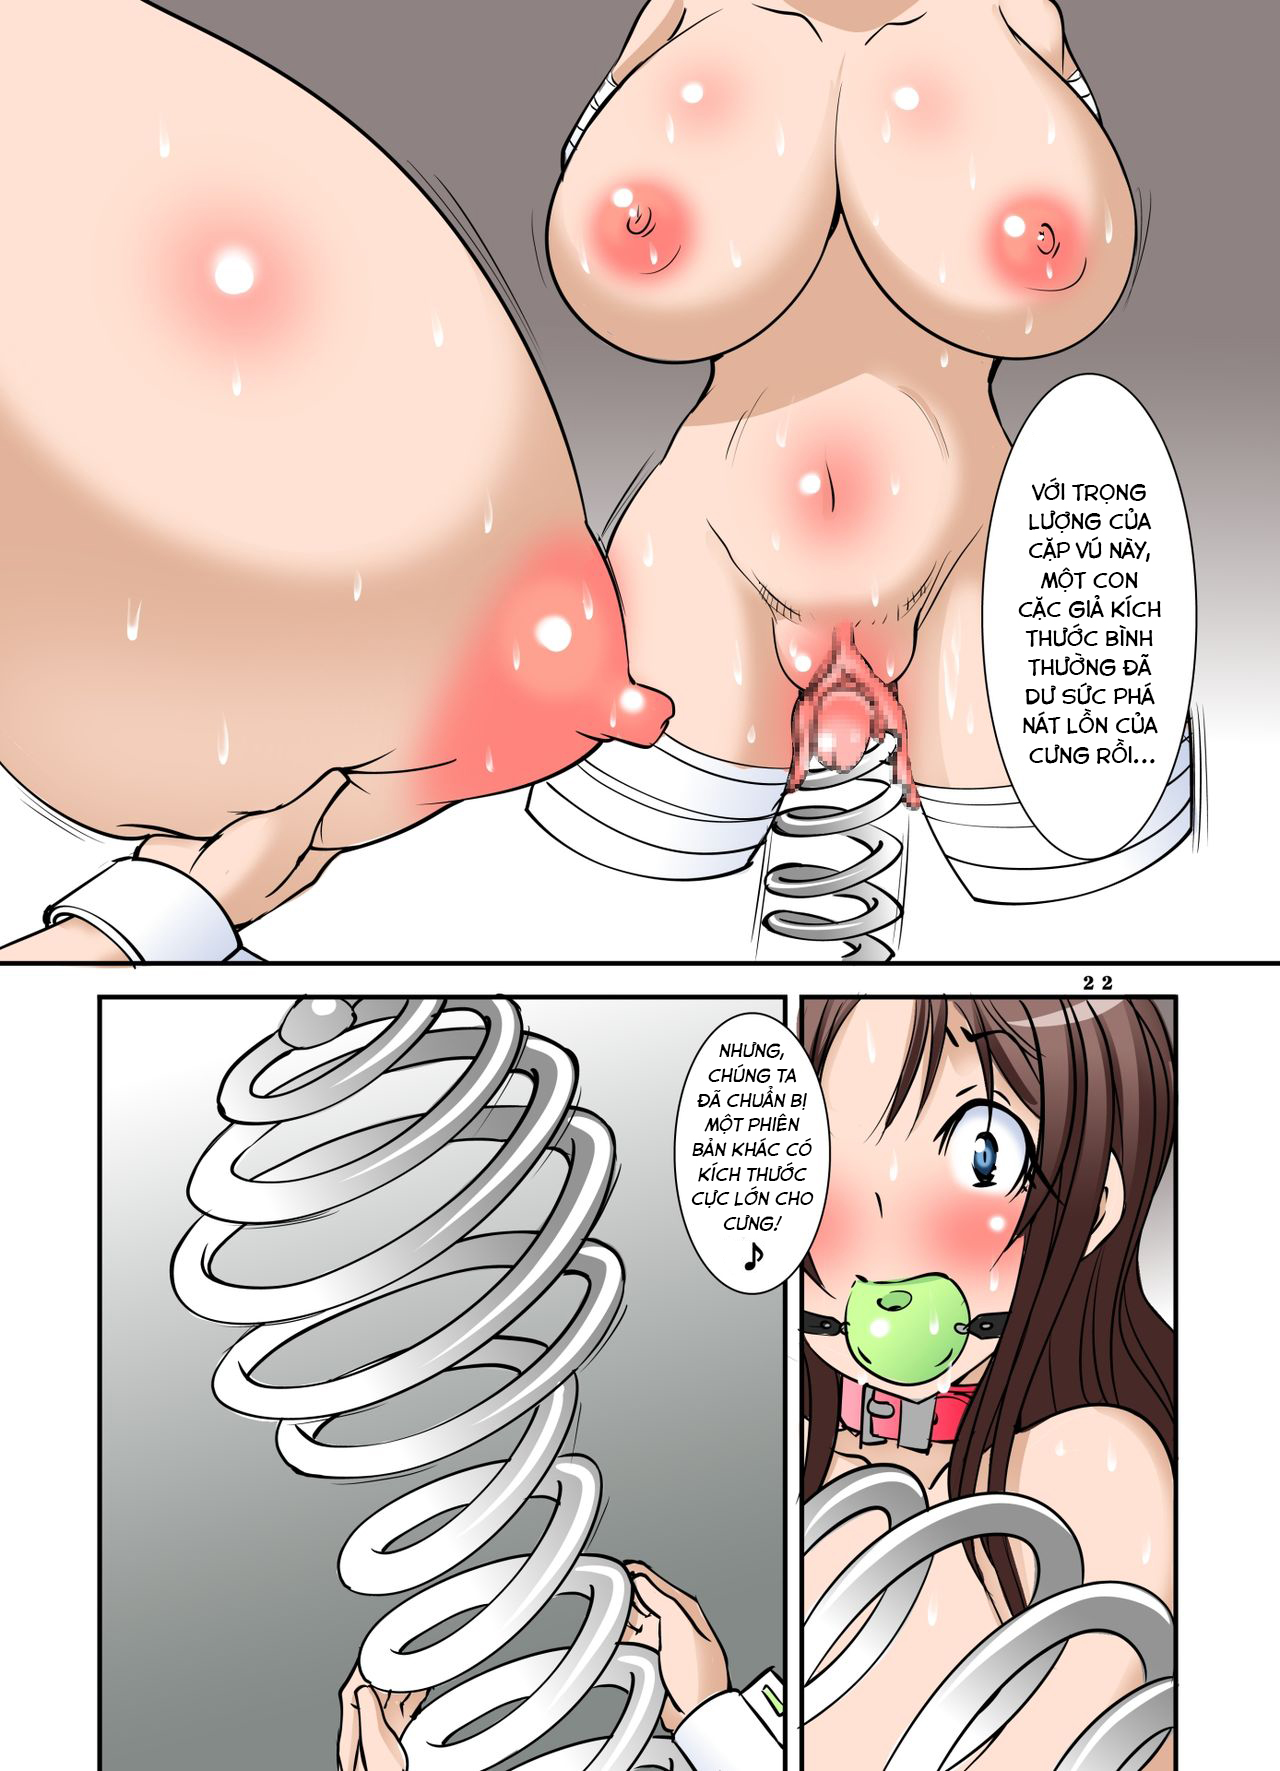 VỚI TRỌNG
LƯỢNG CỦA
CẶP VÚ NÀY,
MỘT CON
CẶC GIẢ KÍCH
THƯỚC BÌNH
THƯỜNG ĐÃ
DƯ SỨC PHÁ
NÁT LỒN CỦA
CƯNG RỒI...
22
NHƯNG,
CHÚNG TA
ĐÃ CHUẨN BỊ
MỘT PHIÊN
BẢN KHÁC CÓ
KÍCH THƯỚC
CỰC LỚN CHO
CƯNG!
♪